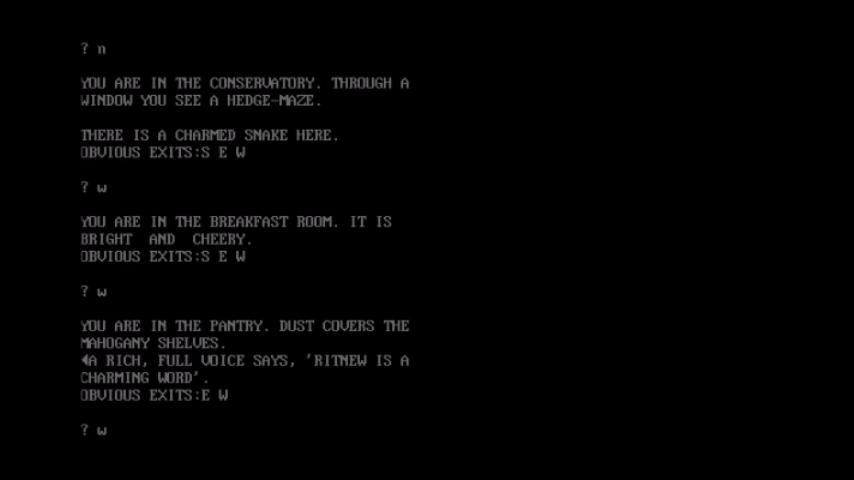 ? n
YOU ARE IN THE CONSERVATORY. THROUGH A
WINDOW YOU SEE A HEDGE-MAZE.
THERE IS A CHARMED SNAKE HERE.
OBVIOUS EXITS:S E W
? w
YOU ARE IN THE BREAKFAST ROOM. IT IS
BRIGHT  AND  CHEERY.
OBVIOUS EXITS:S E W
? w
YOU ARE IN THE PANTRY. DUST COVERS THE
MAHOGANY SHELVES.
◄A RICH, FULL VOICE SAYS, 'RITNEW IS A
CHARMING WORD'.
OBVIOUS EXITS:E W
? w